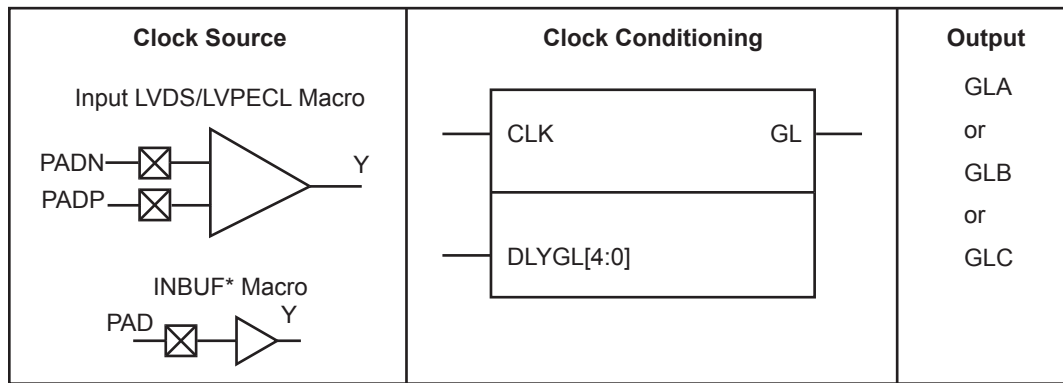 Clock Source
Input LVDS/LVPECL Macro
PADN
PADP
Y
INBUF* Macro
PAD
Y
Clock Conditioning
CLK
GL
DLYGL[4:0]
Output
GLA
or
GLB
or
GLC